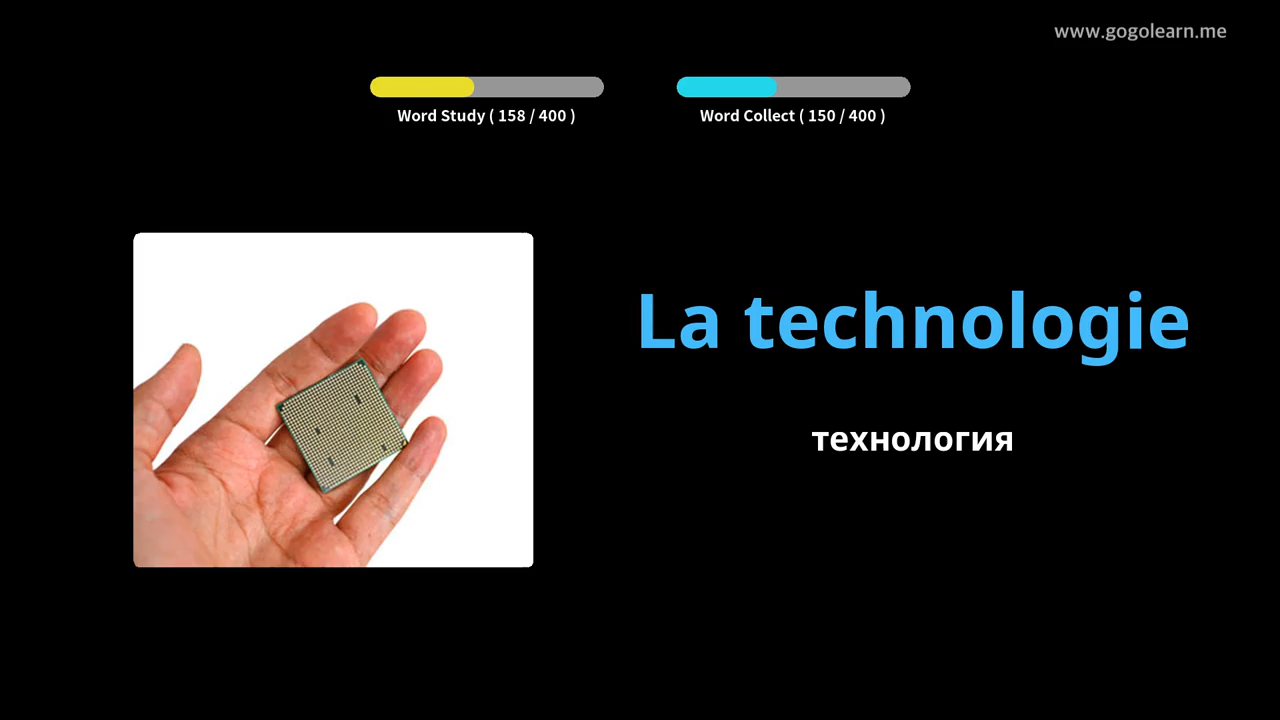 www.gogolearn.me
Word Study ( 158 / 400 )
Word Collect ( 150 / 400 )
La technologie
технология